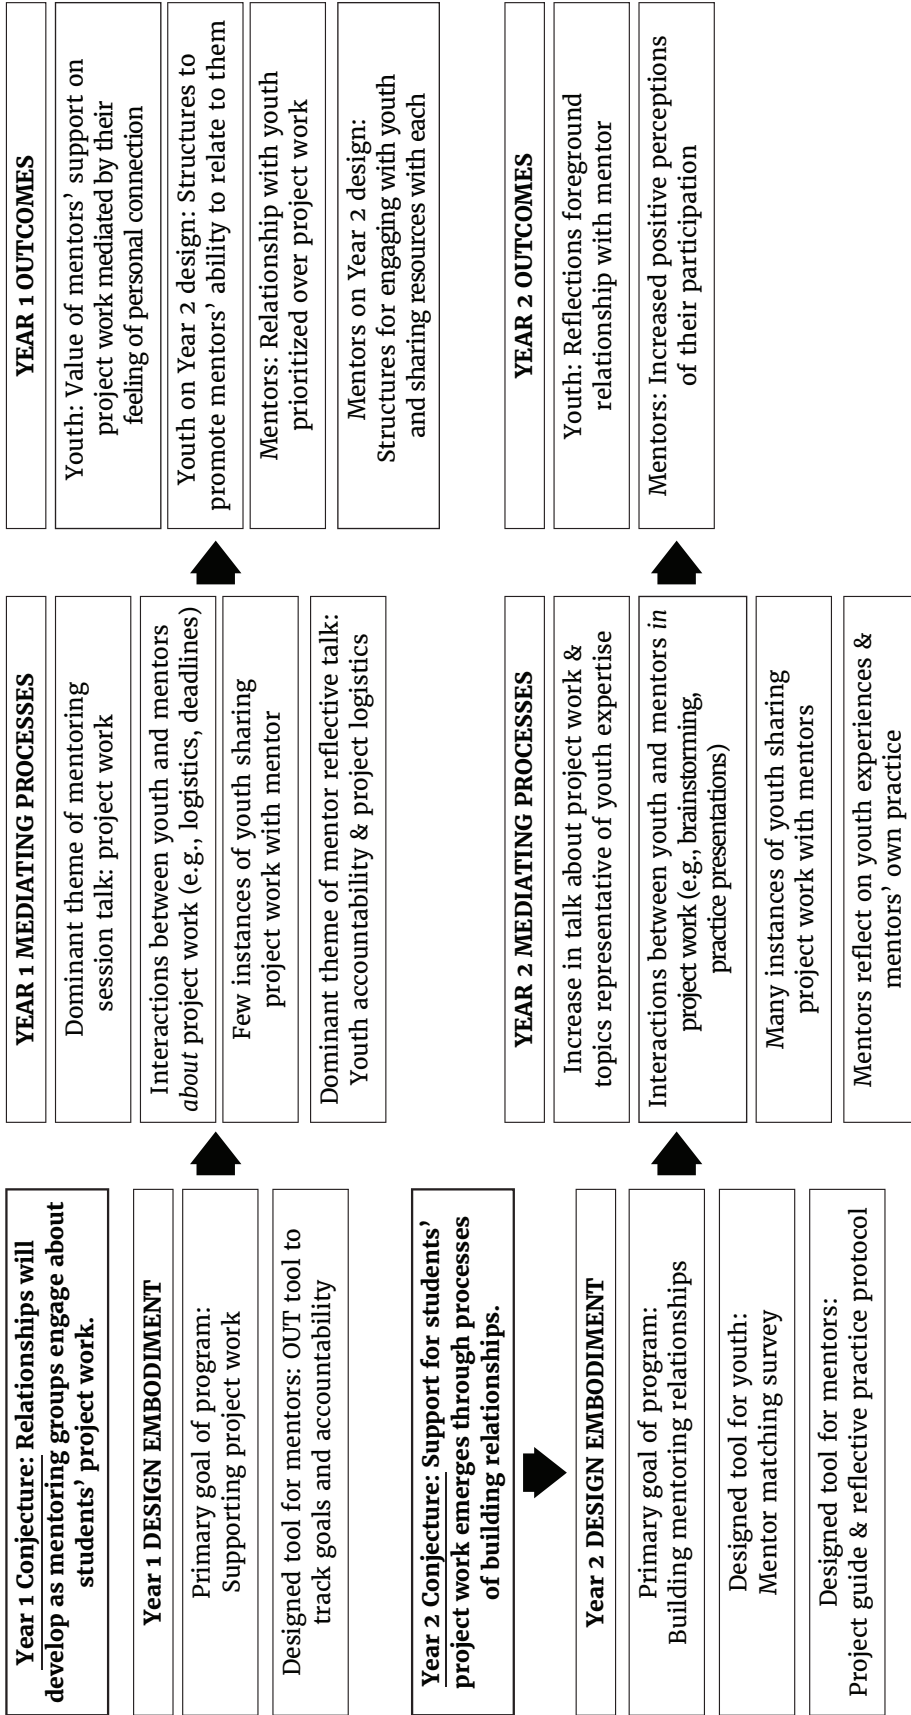 Year 1 Conjecture: Relationships will
develop as mentoring groups engage about
students' project work.
Year 1 DESIGN EMBODIMENT
Primary goal of program:
Supporting project work
Designed tool for mentors: OUT tool to
track goals and accountability
YEAR 1 MEDIATING PROCESSES
Dominant theme of mentoring
session talk: project work
Interactions between youth and mentors
about project work (e.g., logistics, deadlines)
Few instances of youth sharing
project work with mentor
Dominant theme of mentor reflective talk:
Youth accountability & project logistics
YEAR 1 OUTCOMES
Youth: Value of mentors' support on
project work mediated by their
feeling of personal connection
Youth on Year 2 design: Structures to
promote mentors' ability to relate to them
Mentors: Relationship with youth
prioritized over project work
Mentors on Year 2 design:
Structures for engaging with youth
and sharing resources with each
Year 2 Conjecture: Support for students'
project work emerges through processes
of building relationships.
Year 2 DESIGN EMBODIMENT
Primary goal of program:
Building mentoring relationships
Designed tool for youth:
Mentor matching survey
Designed tool for mentors:
Project guide & reflective practice protocol
YEAR 2 MEDIATING PROCESSES
Increase in talk about project work &
topics representative of youth expertise
Interactions between youth and mentors in
project work (e.g., brainstorming,
practice presentations)
Many instances of youth sharing
project work with mentors
Mentors reflect on youth experiences &
mentors' own practice
YEAR 2 OUTCOMES
Youth: Reflections foreground
relationship with mentor
Mentors: Increased positive perceptions
of their participation